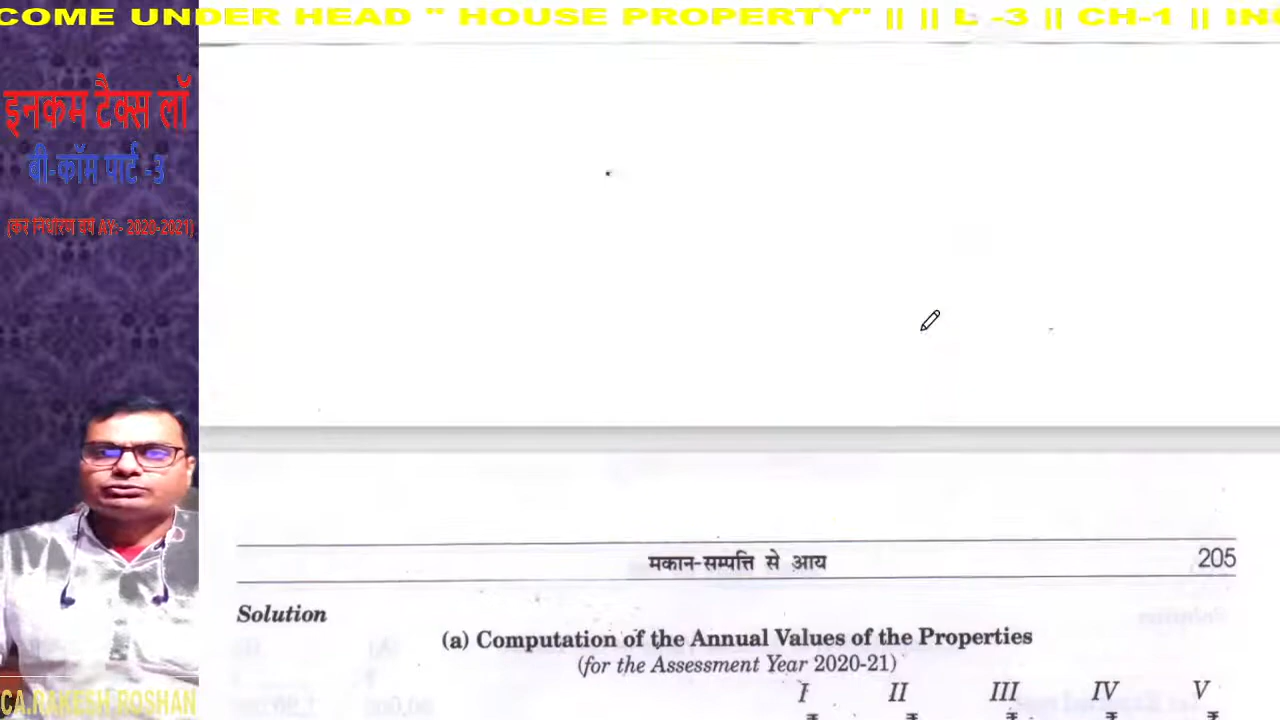 COME UNDER HEAD " HOUSE PROPERTY" || || L -3 || CH-1 ||
इनकम टैक्स लॉ
बी-कॉम पार्ट -3
(कर निर्धारण वर्ष AY:- 2020-2021)
CA.RAKESH ROSHAN
मकान-सम्पत्ति से आय 205
Solution
(a) Computation of the Annual Values of the Properties
(for the Assessment Year 2020-21)
I II III IV V
₹ ₹ ₹ ₹ ₹